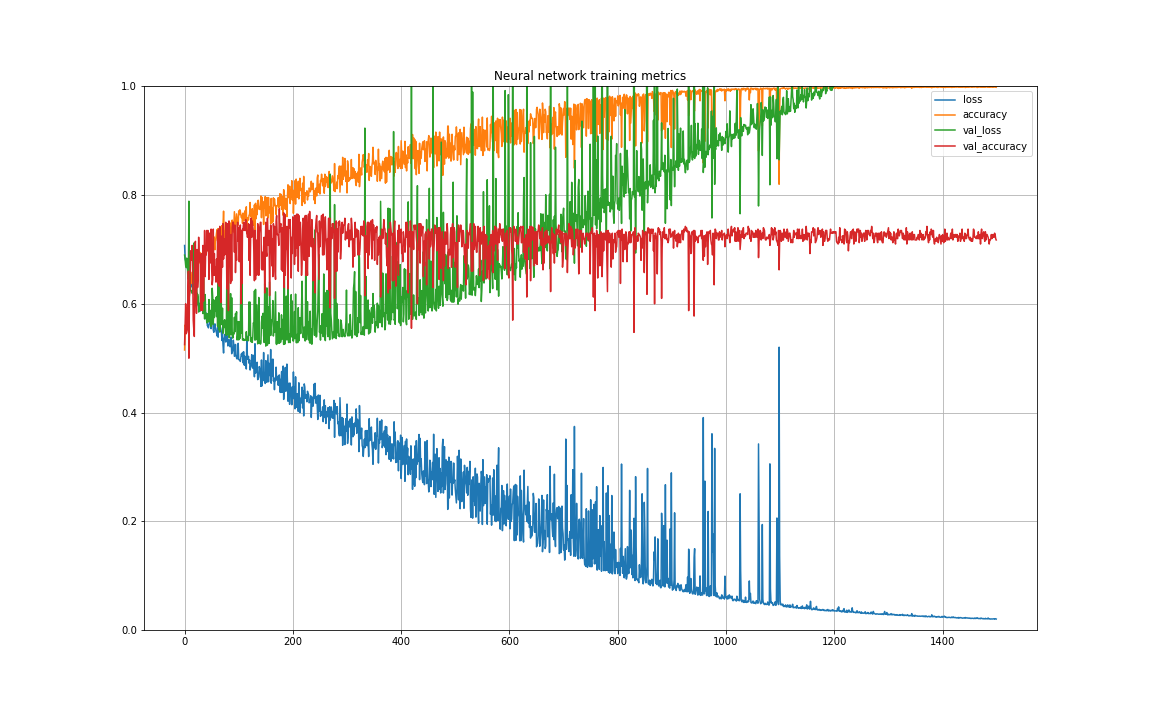 Neural network training metrics
1.0
0.8
0.6
0.4
0.2
0.0
0 200 400 600 800 1000 1200 1400
loss
accuracy
val_loss
val_accuracy